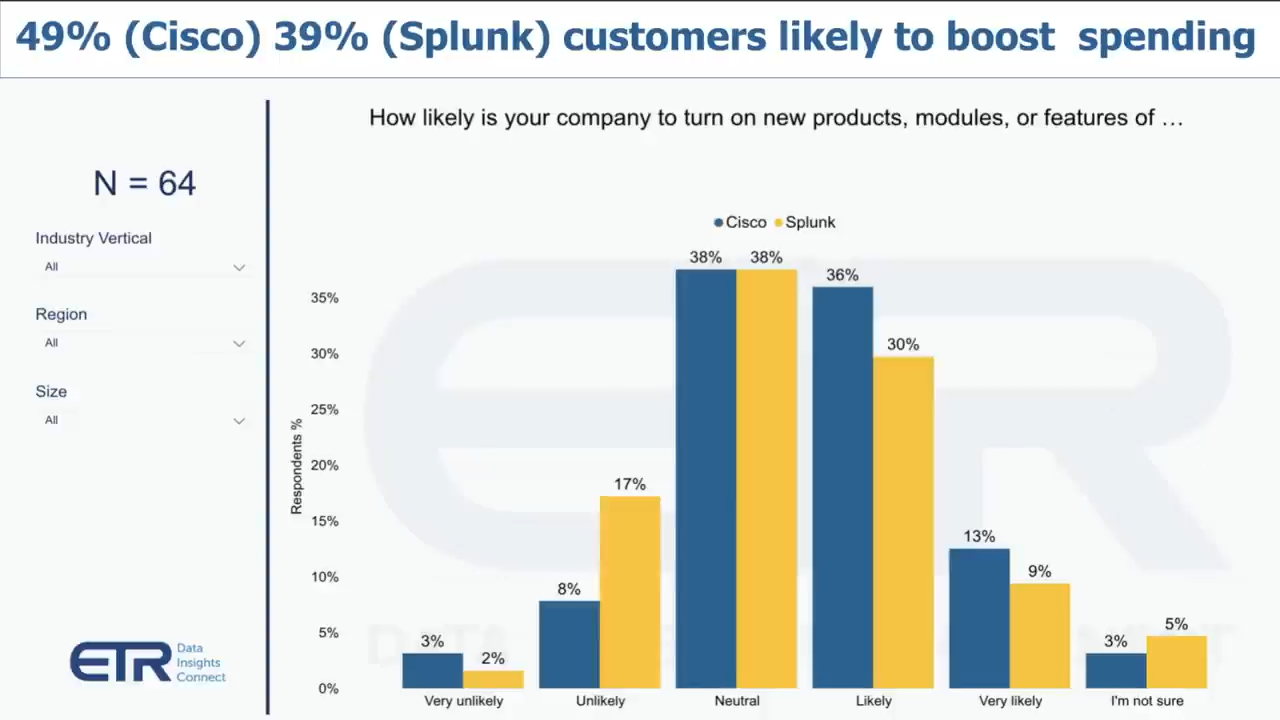 49% (Cisco) 39% (Splunk) customers likely to boost spending
How likely is your company to turn on new products, modules, or features of …
N = 64
Industry Vertical
All
Region
All
Size
All
Cisco Splunk
Respondents %
35%
30%
25%
20%
15%
10%
5%
0%
3% 2%
8% 17%
38% 38%
36% 30%
13% 9%
3% 5%
Very unlikely Unlikely Neutral Likely Very likely I'm not sure
ETR Data
Insights
Connect
ETR